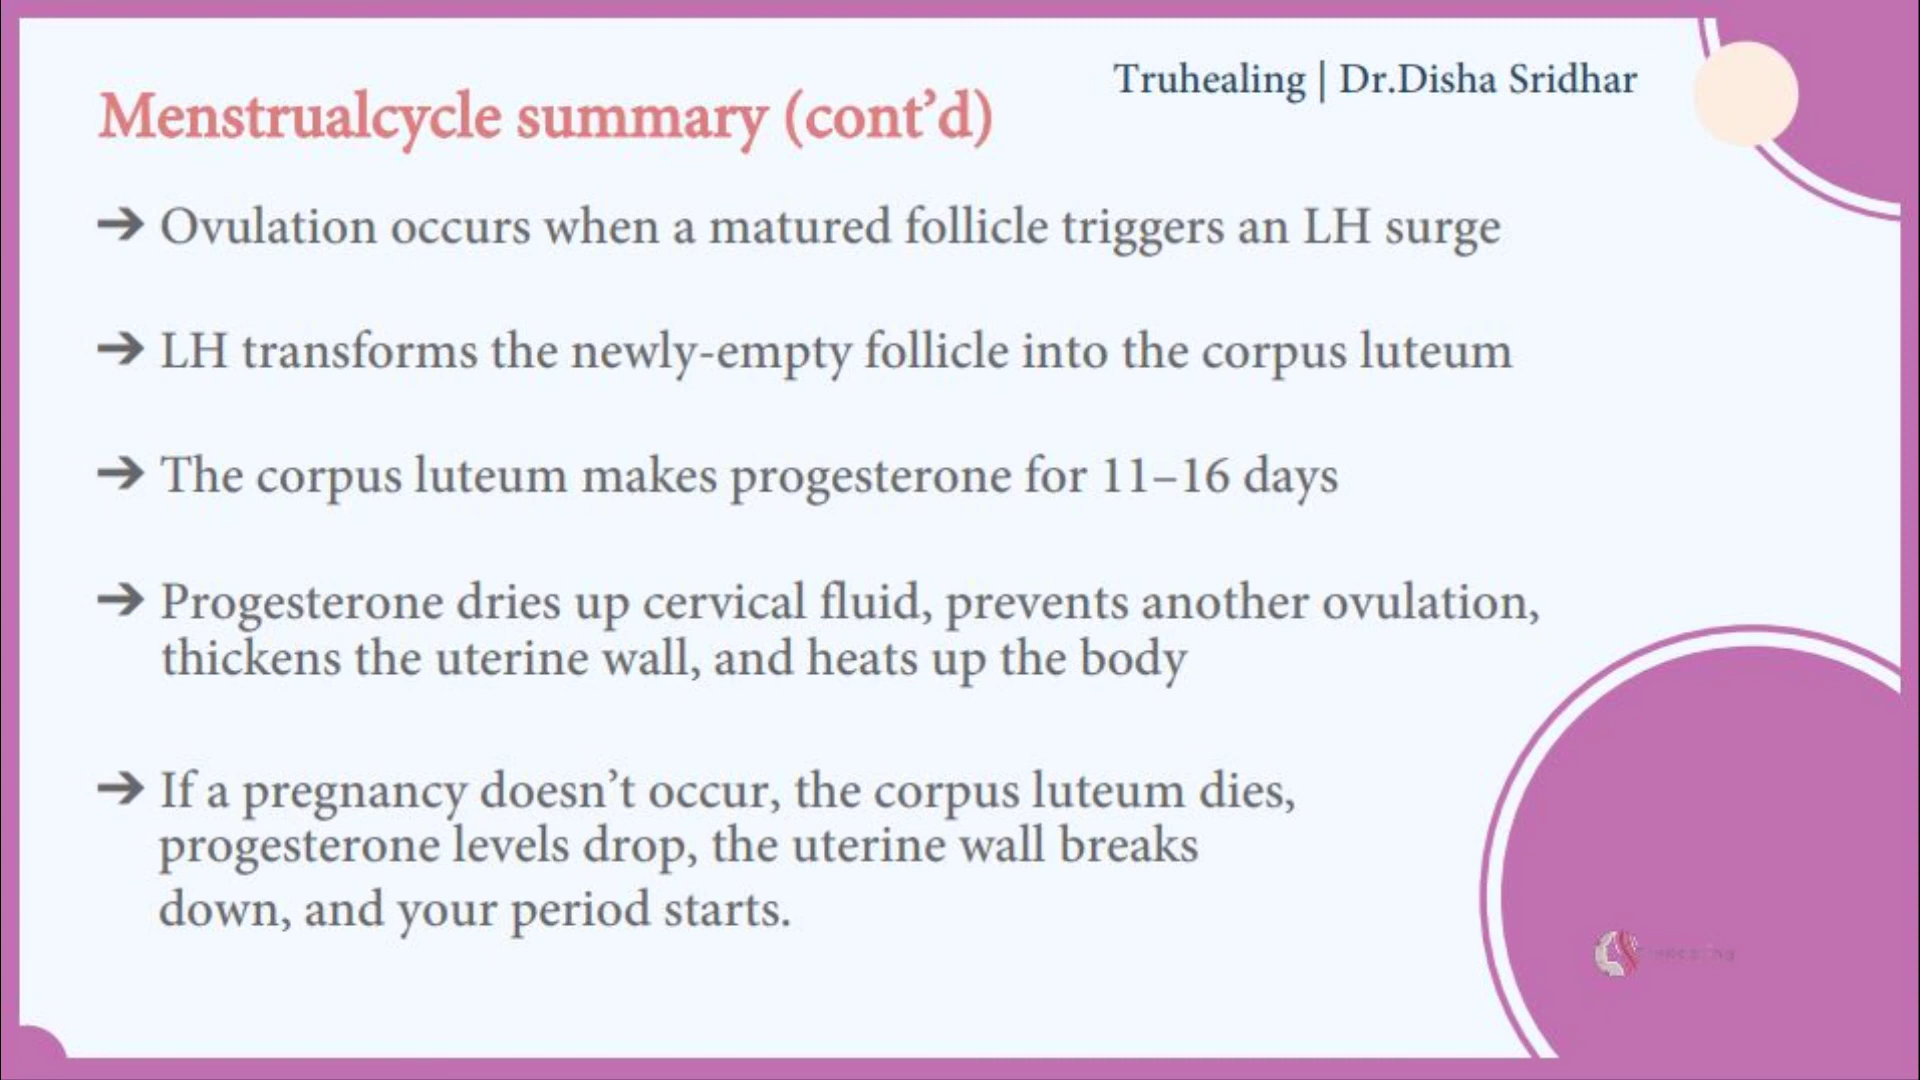 Truhealing | Dr.Disha Sridhar
Menstrualcycle summary (cont’d)
➔ Ovulation occurs when a matured follicle triggers an LH surge
➔ LH transforms the newly-empty follicle into the corpus luteum
➔ The corpus luteum makes progesterone for 11–16 days
➔ Progesterone dries up cervical fluid, prevents another ovulation,
thickens the uterine wall, and heats up the body
➔ If a pregnancy doesn’t occur, the corpus luteum dies,
progesterone levels drop, the uterine wall breaks
down, and your period starts.